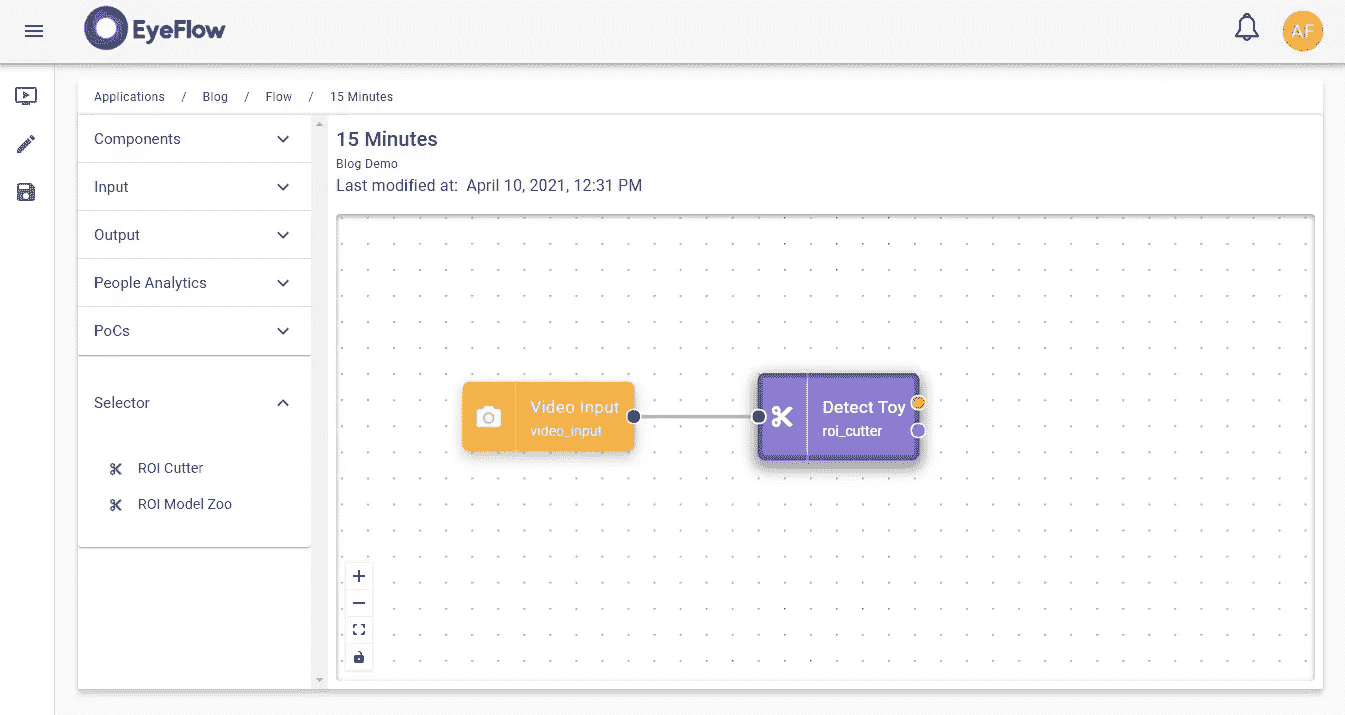 EyeFlow
AF
Applications / Blog / Flow / 15 Minutes
Components
Input
Output
People Analytics
PoCs
Selector
ROI Cutter
ROI Model Zoo
15 Minutes
Blog Demo
Last modified at: April 10, 2021, 12:31 PM
Video Input
video_input
Detect Toy
roi_cutter